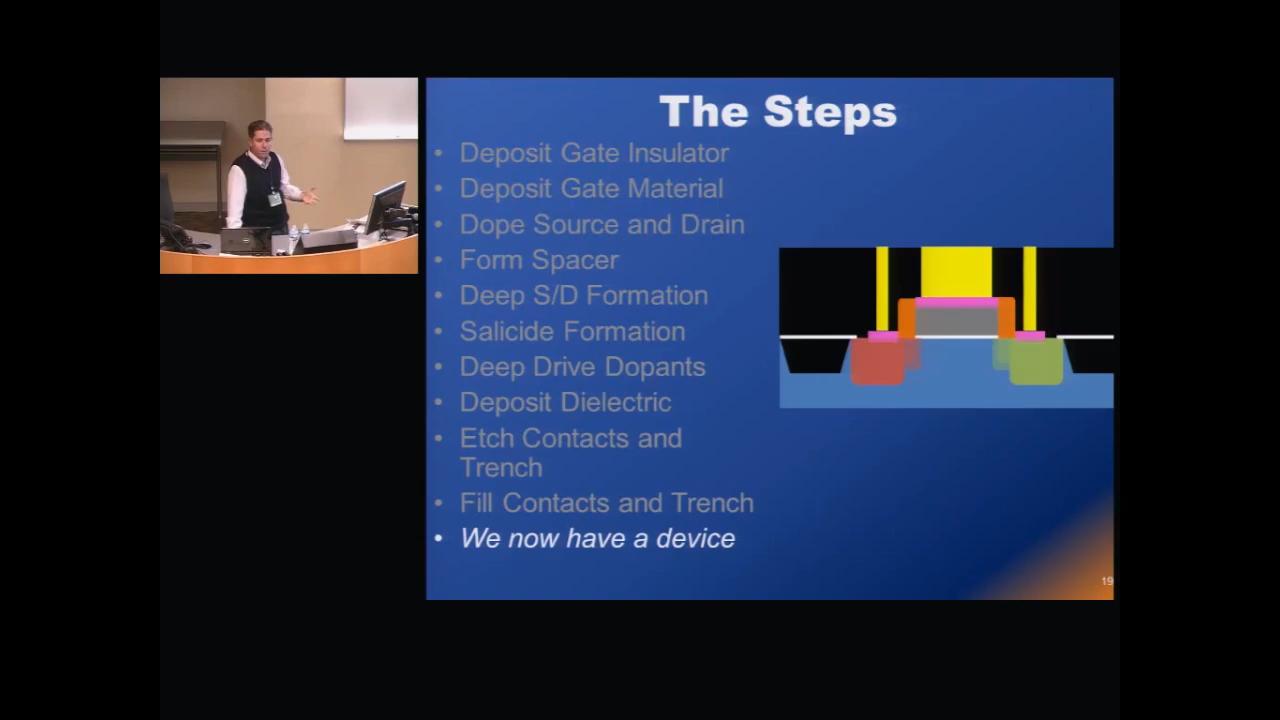 The Steps
• Deposit Gate Insulator
• Deposit Gate Material
• Dope Source and Drain
• Form Spacer
• Deep S/D Formation
• Salicide Formation
• Deep Drive Dopants
• Deposit Dielectric
• Etch Contacts and
Trench
• Fill Contacts and Trench
• We now have a device
19